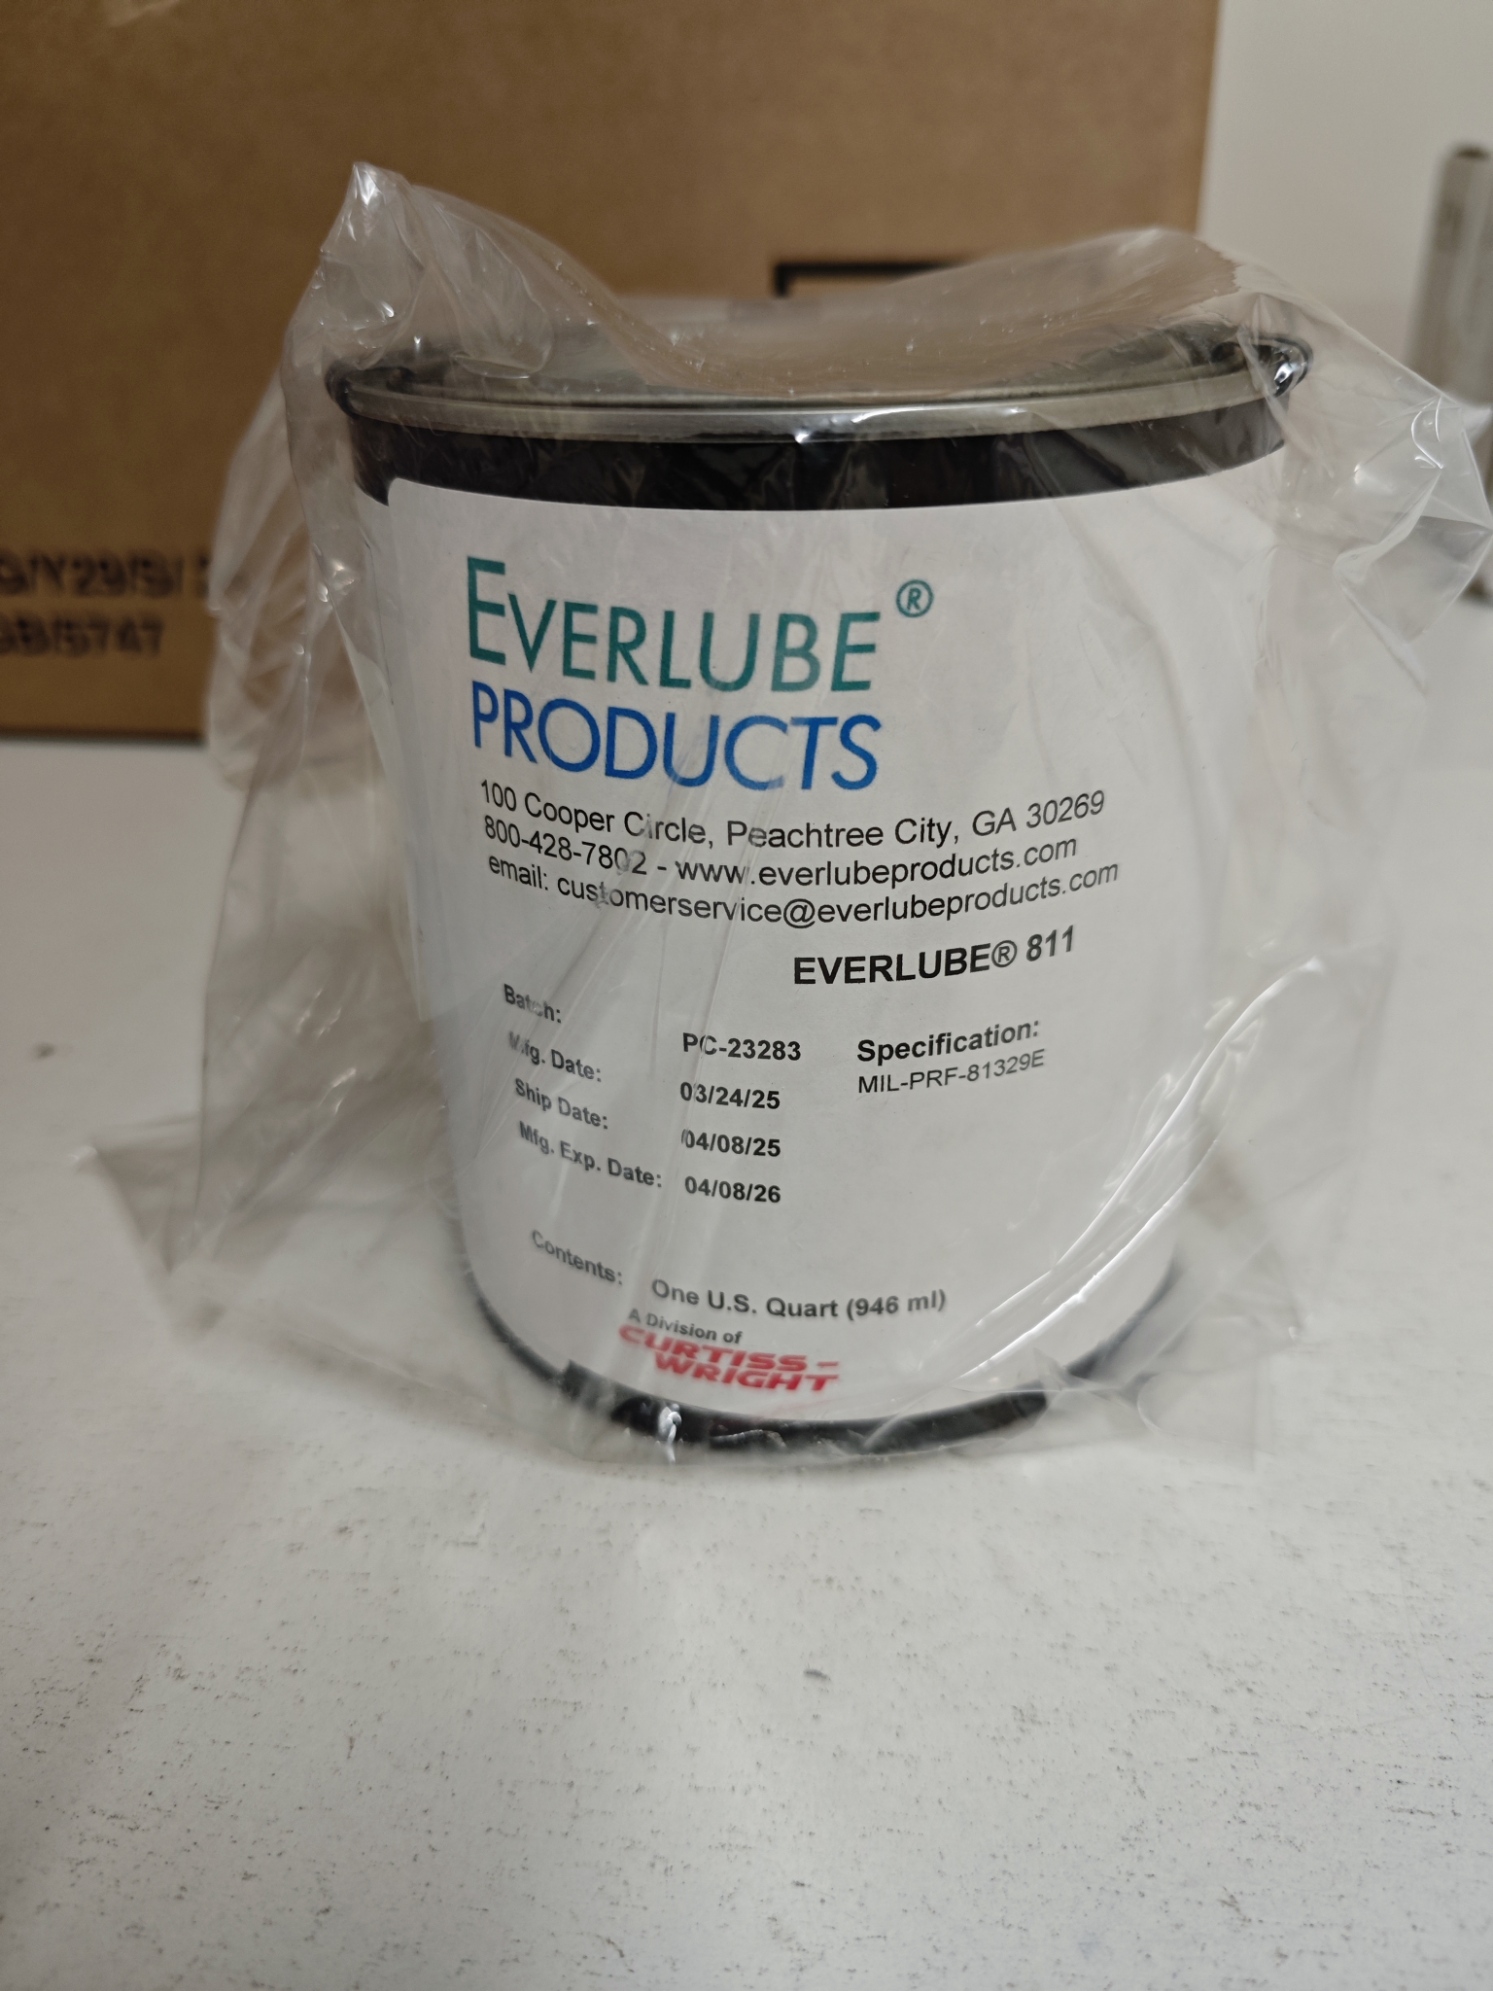 EVERLUBE®
PRODUCTS
100 Cooper Circle, Peachtree City, GA 30269
800-428-7802 - www.everlubeproducts.com
email: customerservice@everlubeproducts.com
EVERLUBE® 811
Batch: PC-23283
Mfg. Date: 03/24/25
Ship Date: 04/08/25
Mfg. Exp. Date: 04/08/26
Specification:
MIL-PRF-81329E
Contents: One U.S. Quart (946 ml)
A Division of
CURTISS-
WRIGHT